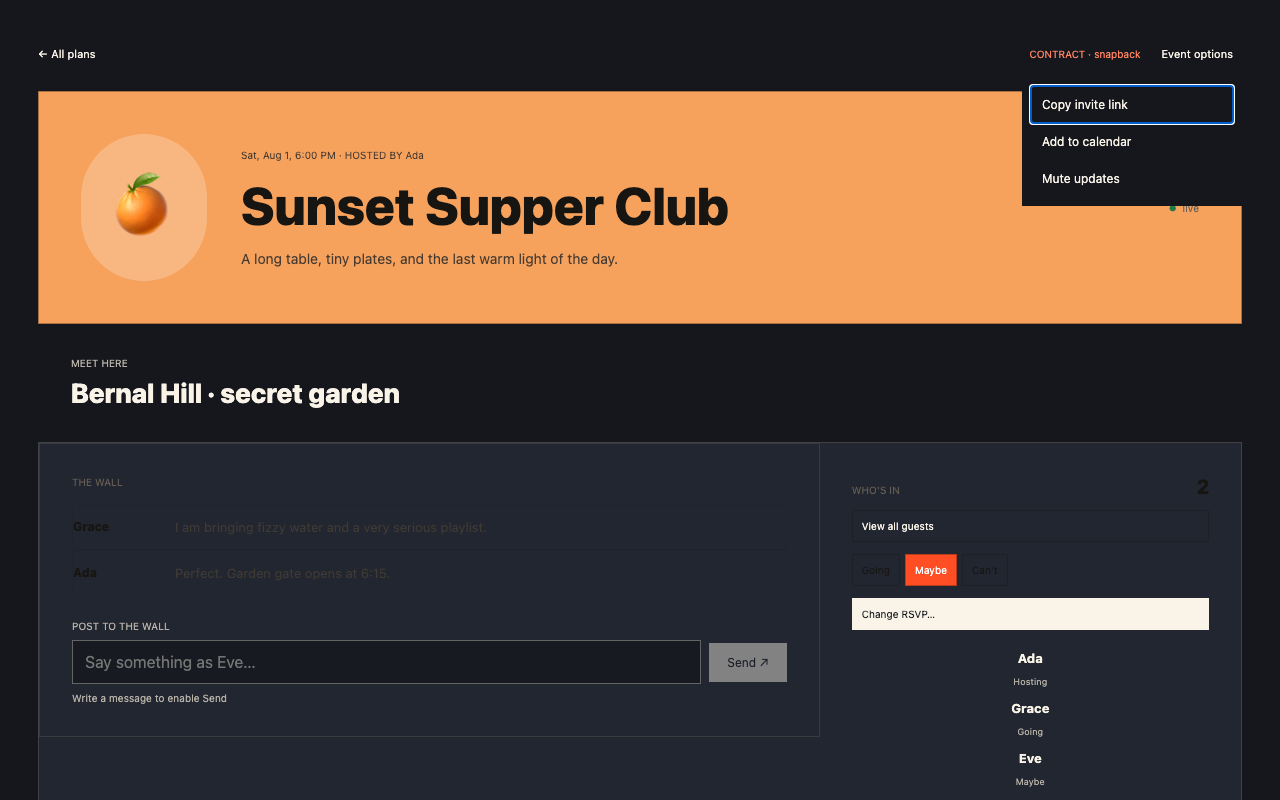 ← All plans
CONTRACT · snapback
Event options
Copy invite link
Add to calendar
Mute updates
live
Sat, Aug 1, 6:00 PM · HOSTED BY Ada
Sunset Supper Club
A long table, tiny plates, and the last warm light of the day.
MEET HERE
Bernal Hill · secret garden
THE WALL
Grace
I am bringing fizzy water and a very serious playlist.
Ada
Perfect. Garden gate opens at 6:15.
POST TO THE WALL
Say something as Eve...
Send ↗
Write a message to enable Send
WHO'S IN
2
View all guests
Going
Maybe
Can't
Change RSVP...
Ada
Hosting
Grace
Going
Eve
Maybe